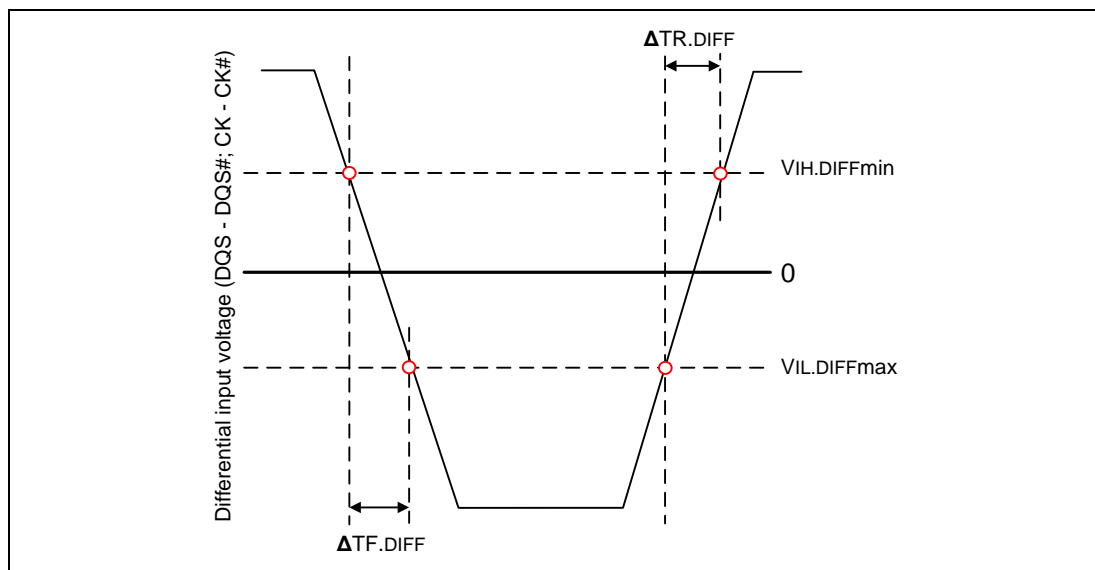 Differential input voltage (DQS - DQS#; CK - CK#)
ΔTR.DIFF
VIH.DIFFmin
0
VIL.DIFFmax
ΔTF.DIFF